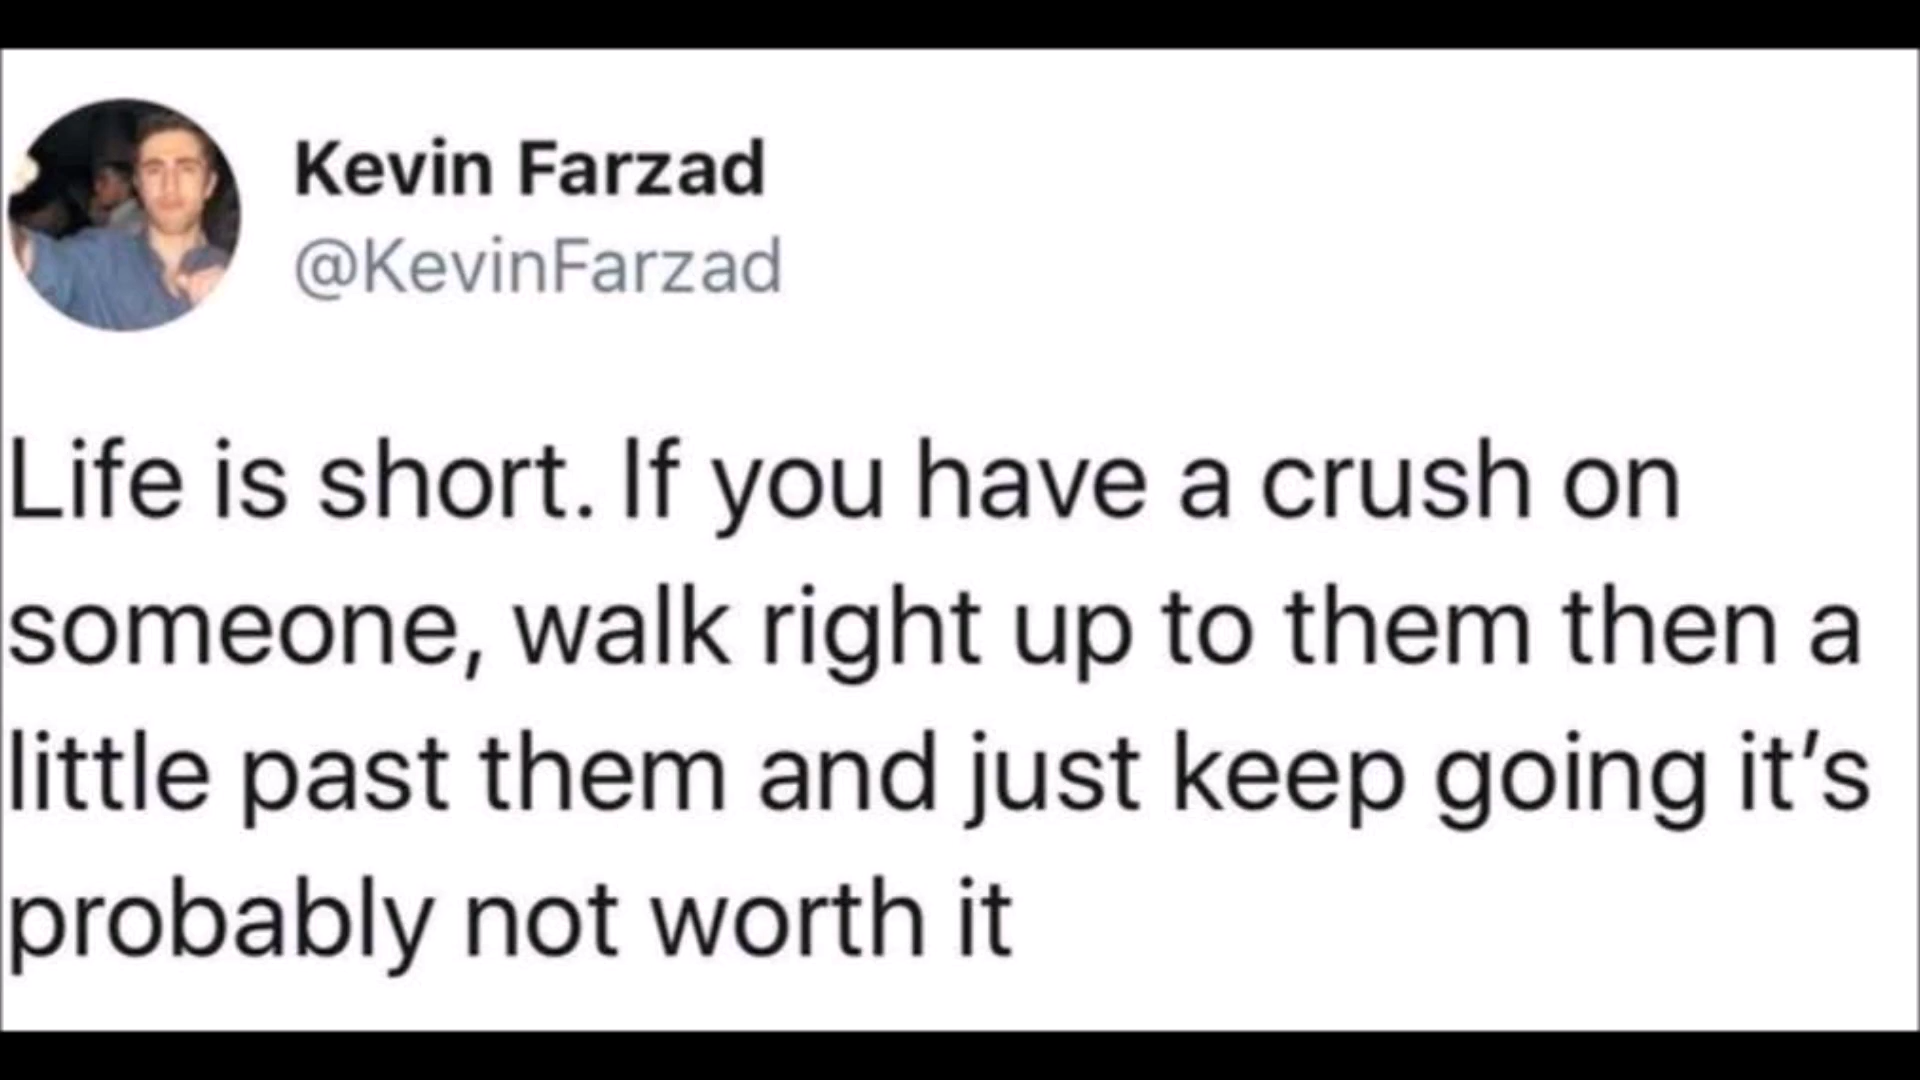 Kevin Farzad
@KevinFarzad
Life is short. If you have a crush on
someone, walk right up to them then a
little past them and just keep going it’s
probably not worth it